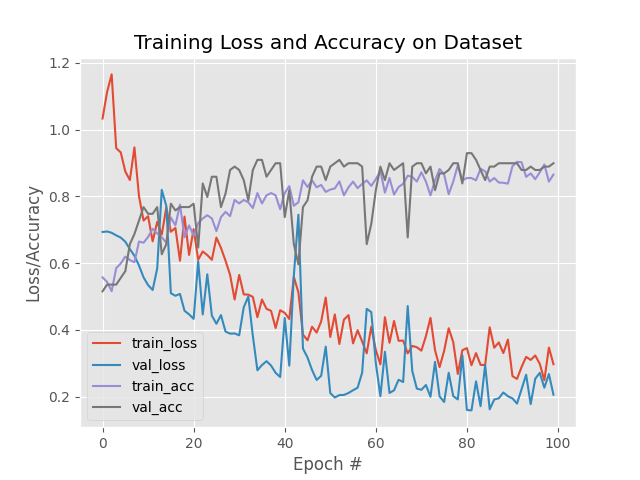 Training Loss and Accuracy on Dataset
1.2
1.0
0.8
0.6
0.4
0.2
Loss/Accuracy
train_loss
val_loss
train_acc
val_acc
0 20 40 60 80 100
Epoch #